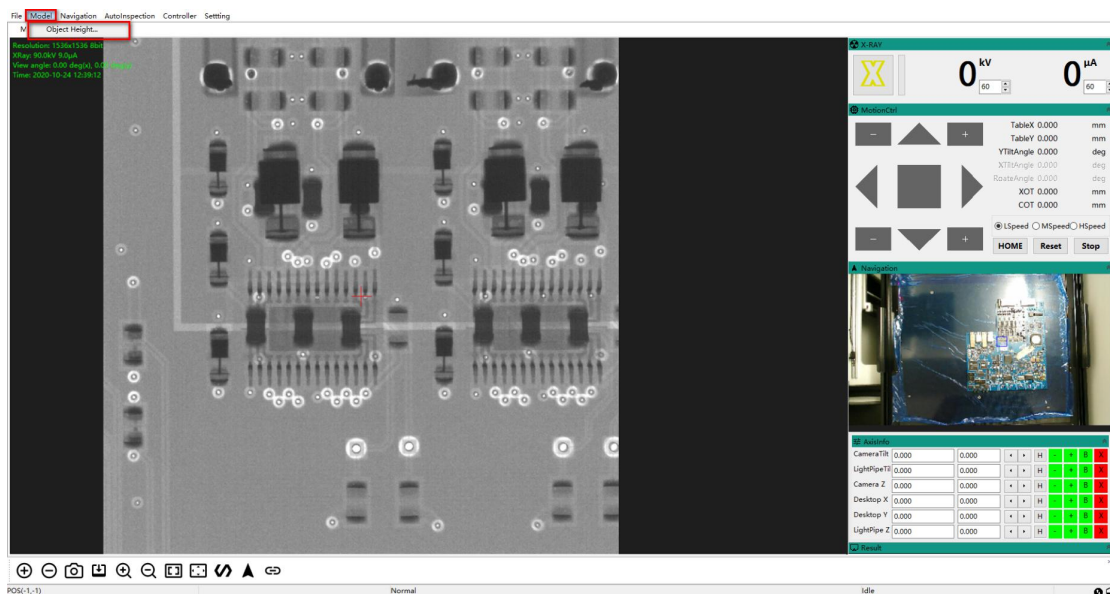 File Model Navigation AutoInspection Controller Settting
M Object Height...
Resolution: 1536x1536 8bit
XRay: 90.0kV 9.0μA
View angle: 0.00 deg(a), 0.0
Time: 2020-10-24 12:39:12
X-RAY
X 0 kV 60 0 μA 60
MotionCtrl
TableX 0.000 mm
TableY 0.000 mm
YTiltAngle 0.000 deg
XTiltAngle 0.000 deg
RoateAngle 0.000 deg
XOT 0.000 mm
COT 0.000 mm
LSpeed MSpeed HSpeed
HOME Reset Stop
Navigation
AxisInfo
CameraTilt 0.000 0.000 H - + B X
LightPipeTil 0.000 0.000 H - + B X
Camera Z 0.000 0.000 H - + B X
Desktop X 0.000 0.000 H - + B X
Desktop Y 0.000 0.000 H - + B X
LightPipe Z 0.000 0.000 H - + B X
Result
POS(-1,-1) Normal Idle